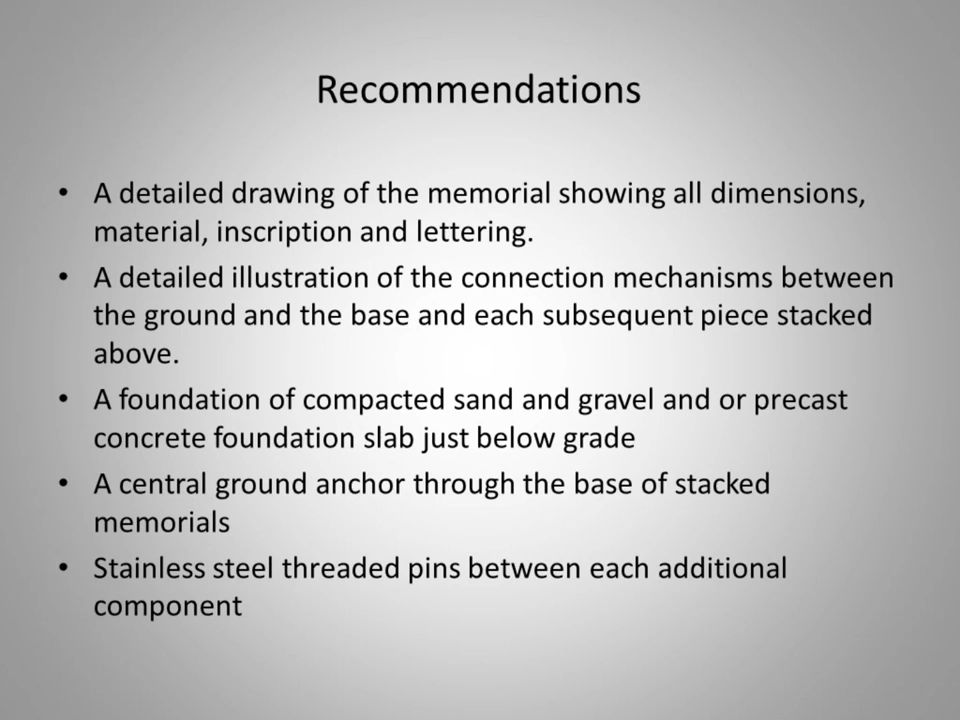 Recommendations
• A detailed drawing of the memorial showing all dimensions,
material, inscription and lettering.
• A detailed illustration of the connection mechanisms between
the ground and the base and each subsequent piece stacked
above.
• A foundation of compacted sand and gravel and or precast
concrete foundation slab just below grade
• A central ground anchor through the base of stacked
memorials
• Stainless steel threaded pins between each additional
component